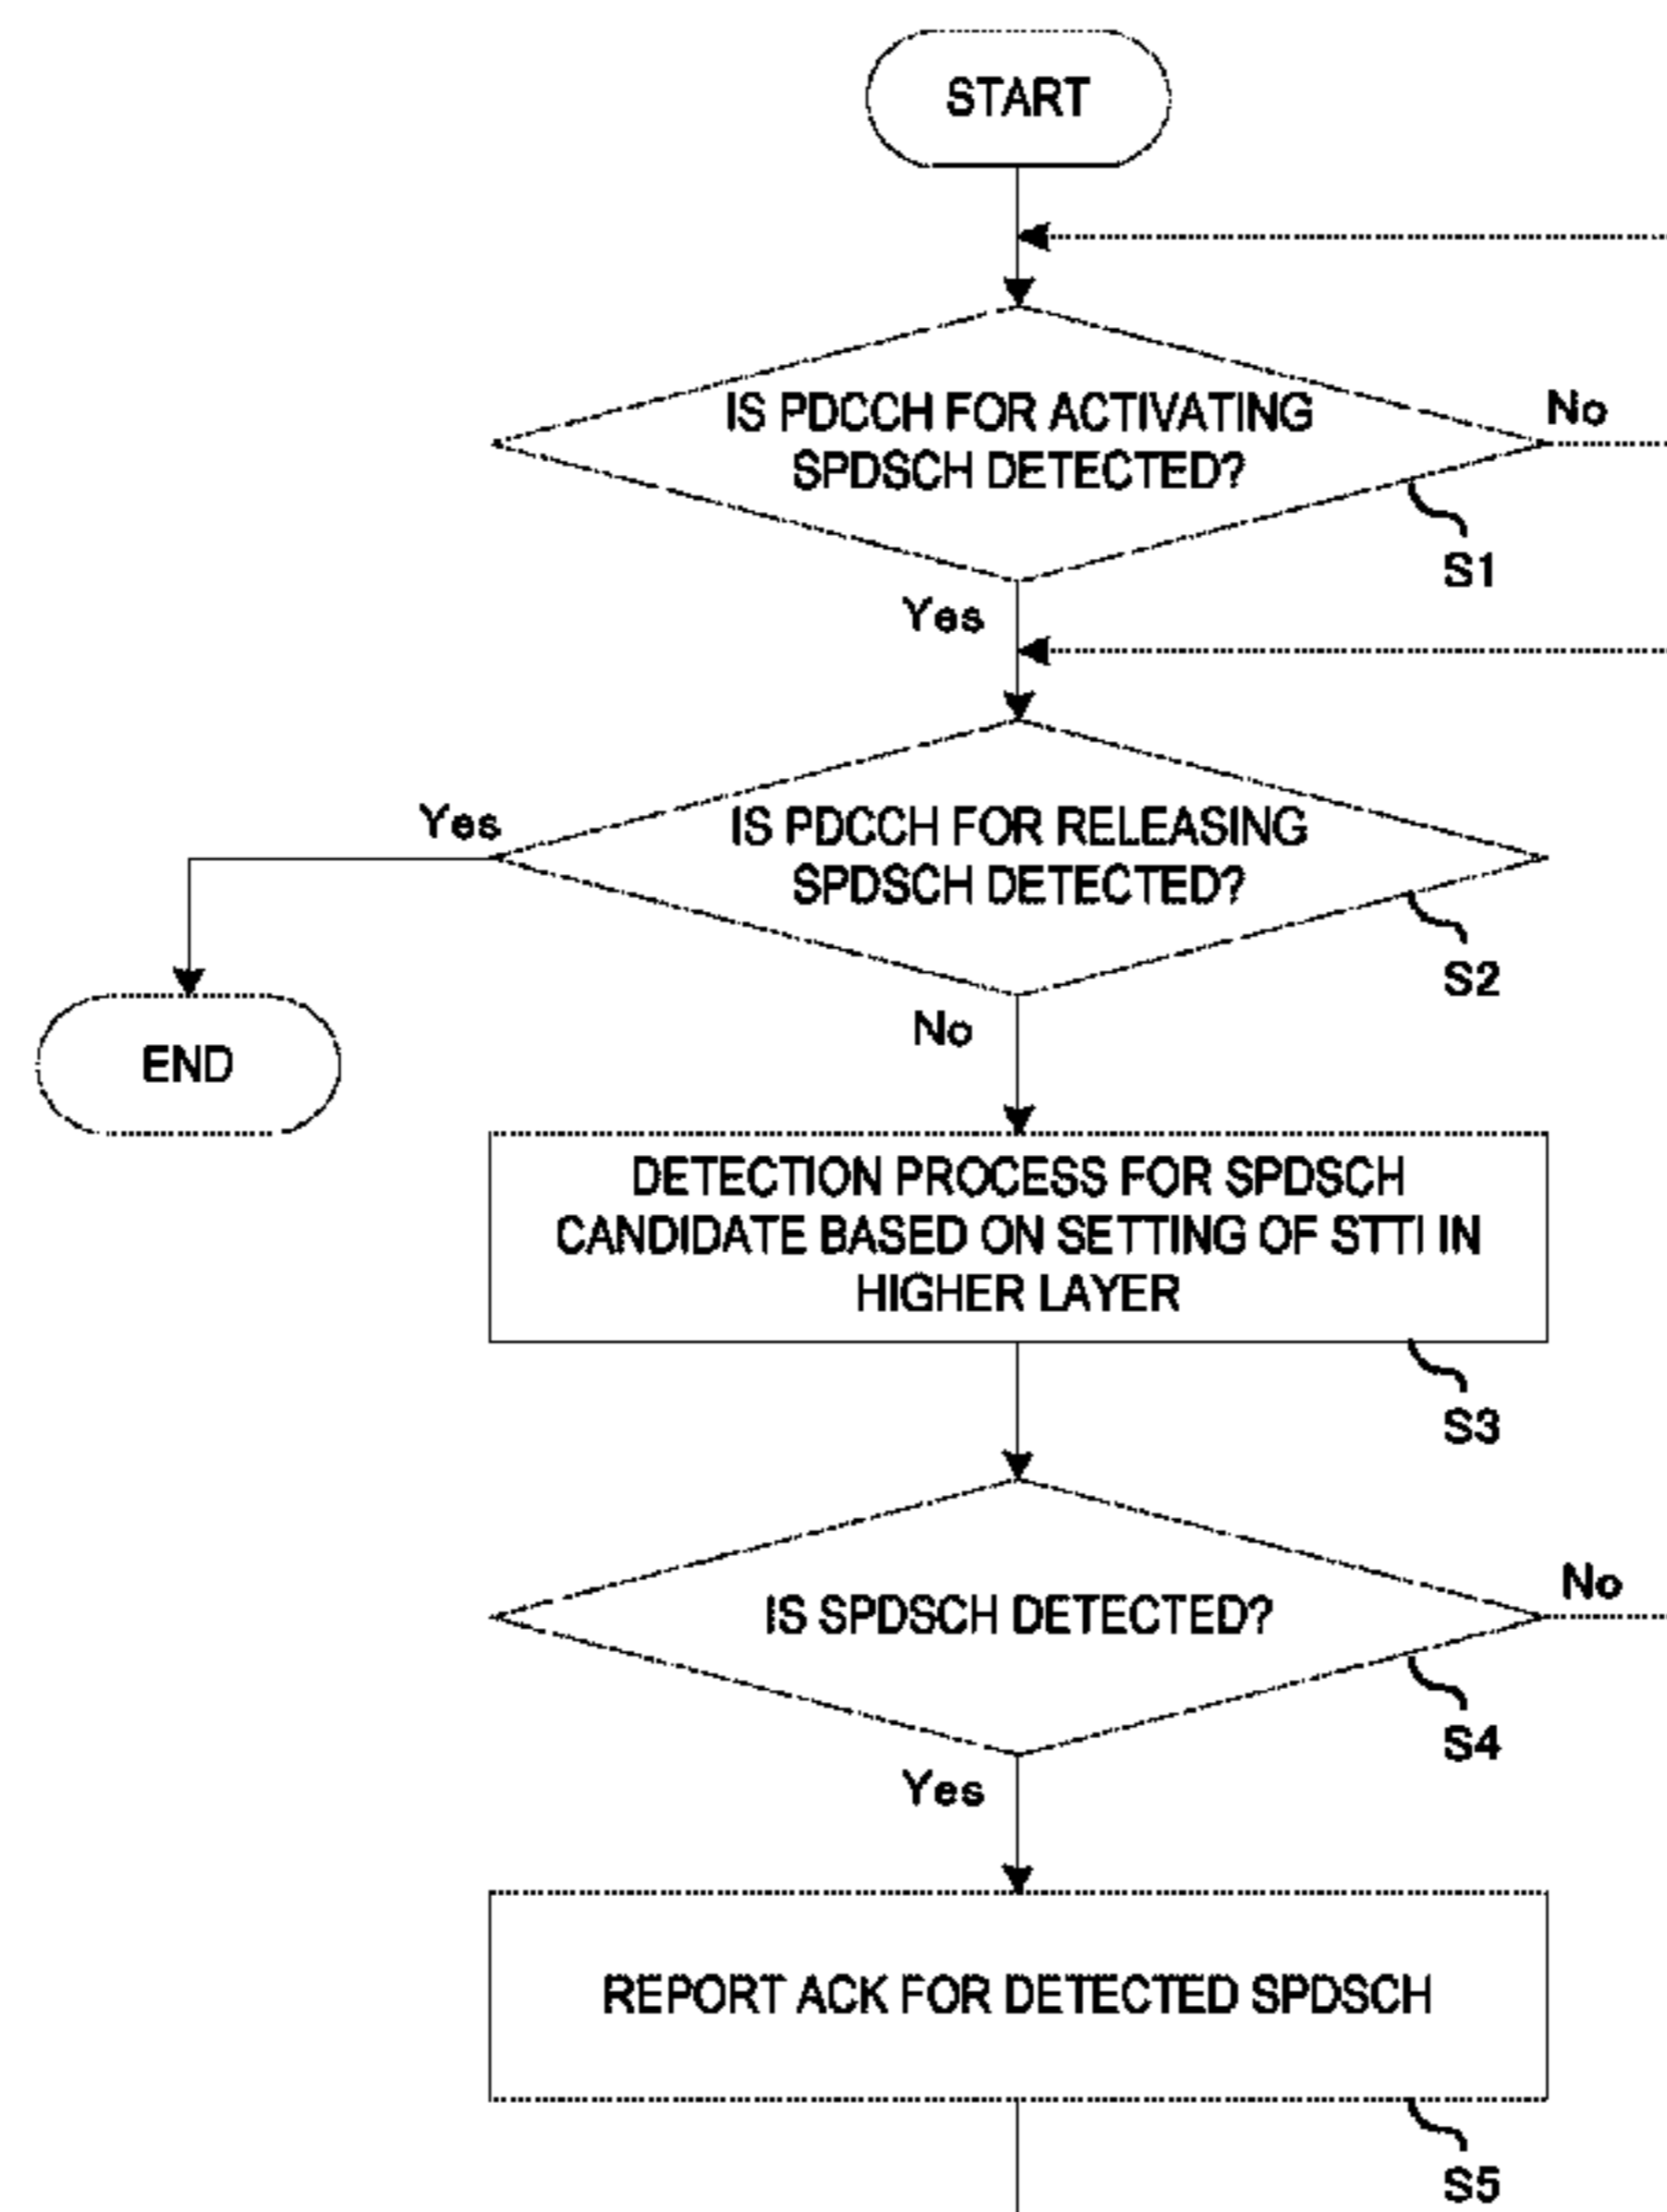 START
IS PDCCH FOR ACTIVATING
SPDSCH DETECTED?
No
S1
Yes
IS PDCCH FOR RELEASING
SPDSCH DETECTED?
Yes
S2
END
No
DETECTION PROCESS FOR SPDSCH
CANDIDATE BASED ON SETTING OF STTI IN
HIGHER LAYER
S3
IS SPDSCH DETECTED?
No
S4
Yes
REPORT ACK FOR DETECTED SPDSCH
S5